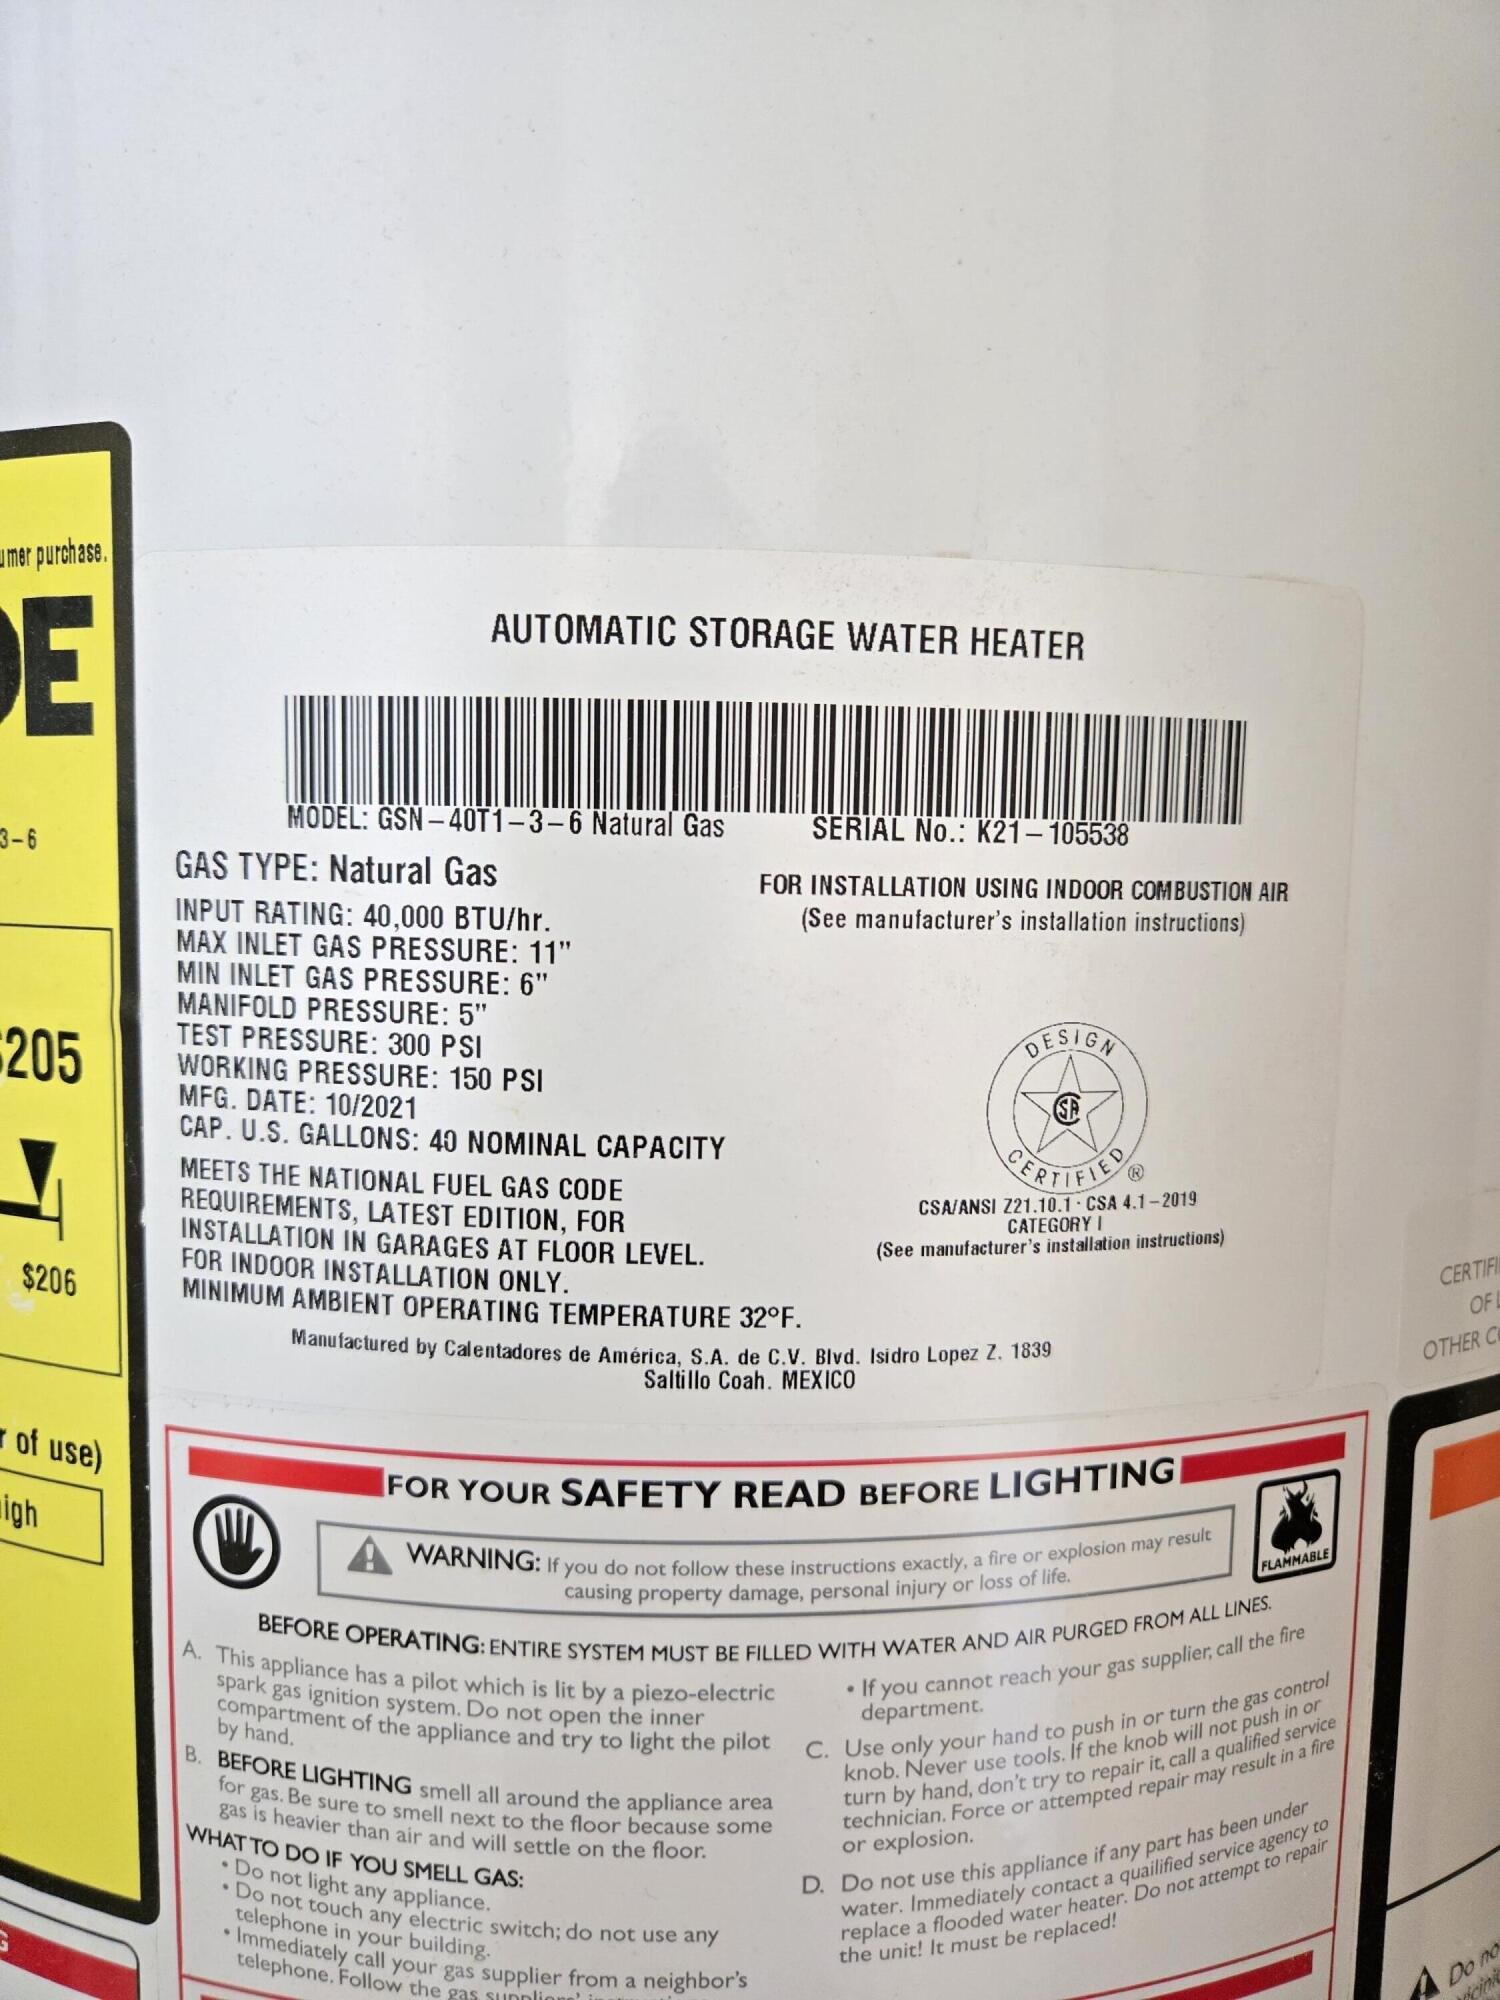 umer purchase.
DE
3-6
$205
$206
r of use)
igh
AUTOMATIC STORAGE WATER HEATER
MODEL: GSN-40T1-3-6 Natural Gas
SERIAL No.: K21-105538
GAS TYPE: Natural Gas
INPUT RATING: 40,000 BTU/hr.
MAX INLET GAS PRESSURE: 11"
MIN INLET GAS PRESSURE: 6"
MANIFOLD PRESSURE: 5"
TEST PRESSURE: 300 PSI
WORKING PRESSURE: 150 PSI
MFG. DATE: 10/2021
CAP. U.S. GALLONS: 40 NOMINAL CAPACITY
MEETS THE NATIONAL FUEL GAS CODE
REQUIREMENTS, LATEST EDITION, FOR
INSTALLATION IN GARAGES AT FLOOR LEVEL.
FOR INDOOR INSTALLATION ONLY.
MINIMUM AMBIENT OPERATING TEMPERATURE 32°F.
FOR INSTALLATION USING INDOOR COMBUSTION AIR
(See manufacturer's installation instructions)
DESIGN
SA
CERTIFIED
®
CSA/ANSI Z21.10.1 · CSA 4.1-2019
CATEGORY I
(See manufacturer's installation instructions)
Manufactured by Calentadores de América, S.A. de C.V. Blvd. Isidro Lopez Z. 1839
Saltillo Coah. MEXICO
FOR YOUR SAFETY READ BEFORE LIGHTING
WARNING: If you do not follow these instructions exactly, a fire or explosion may result
causing property damage, personal injury or loss of life.
FLAMMABLE
BEFORE OPERATING: ENTIRE SYSTEM MUST BE FILLED WITH WATER AND AIR PURGED FROM ALL LINES.
A. This appliance has a pilot which is lit by a piezo-electric
spark gas ignition system. Do not open the inner
compartment of the appliance and try to light the pilot
by hand.
B. BEFORE LIGHTING smell all around the appliance area
for gas. Be sure to smell next to the floor because some
gas is heavier than air and will settle on the floor.
WHAT TO DO IF YOU SMELL GAS:
• Do not light any appliance.
• Do not touch any electric switch; do not use any
telephone in your building.
• Immediately call your gas supplier from a neighbor's
telephone. Follow the gas suppliers'
• If you cannot reach your gas supplier, call the fire
department.
C. Use only your hand to push in or turn the gas control
knob. Never use tools. If the knob will not push in or
turn by hand, don't try to repair it, call a qualified service
technician. Force or attempted repair may result in a fire
or explosion.
D. Do not use this appliance if any part has been under
water. Immediately contact a quailified service agency to
replace a flooded water heater. Do not attempt to repair
the unit! It must be replaced!
CERTIFI
OF L
OTHER CO
Do no
icini
G